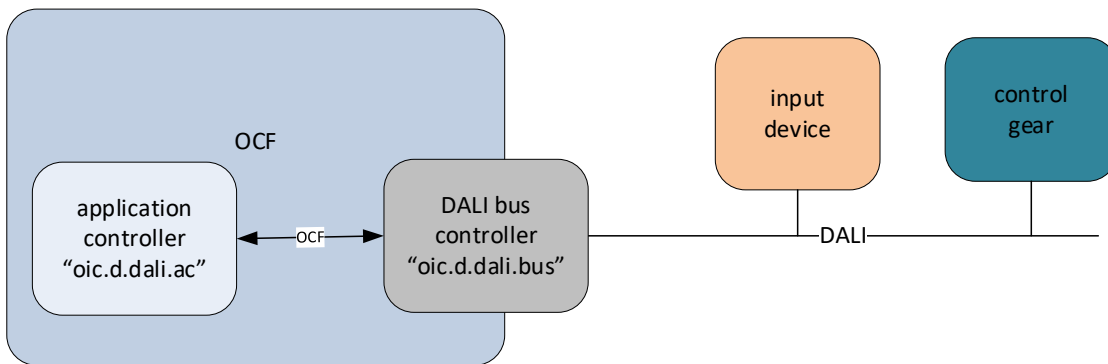 OCF
application
controller
“oic.d.dali.ac”
OCF
DALI bus
controller
“oic.d.dali.bus”
input
device
control
gear
DALI